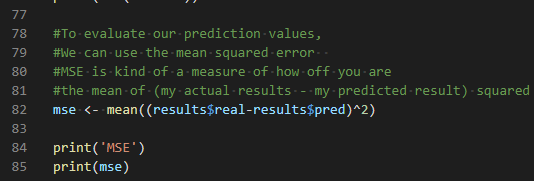 77
78 #To evaluate our prediction values,
79 #We can use the mean squared error
80 #MSE is kind of a measure of how off you are
81 #the mean of (my actual results - my predicted result) squared
82 mse <- mean((results$real-results$pred)^2)
83
84 print('MSE')
85 print(mse)